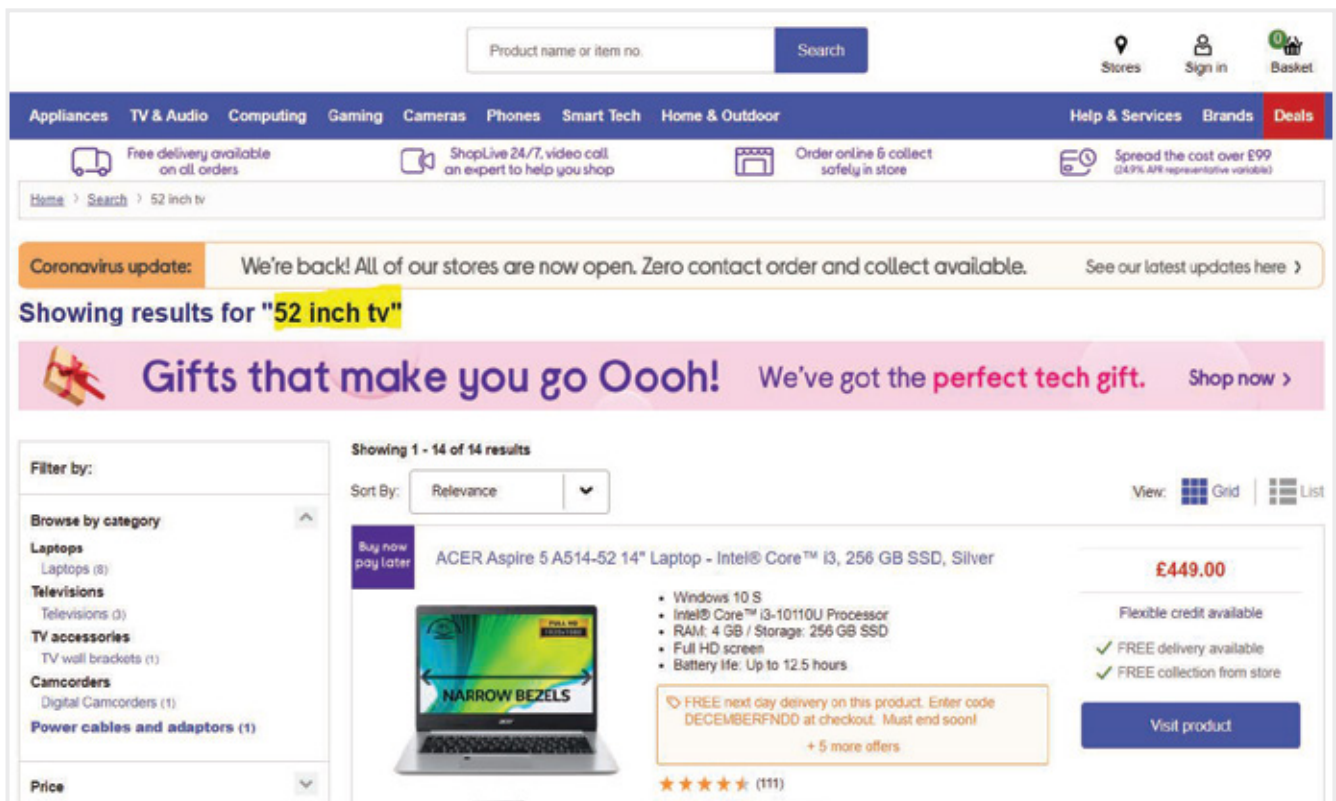 Product name or item no.
Search
Stores
Sign in
0
Basket
Appliances TV & Audio Computing Gaming Cameras Phones Smart Tech Home & Outdoor Help & Services Brands Deals
Free delivery available
on all orders
ShopLive 24/7, video call
an expert to help you shop
Order online & collect
safely in store
Spread the cost over £99
(24.9% APR representative variable)
Home > Search > 52 inch tv
Coronavirus update: We're back! All of our stores are now open. Zero contact order and collect available. See our latest updates here >
Showing results for "52 inch tv"
Gifts that make you go Oooh! We've got the perfect tech gift. Shop now >
Filter by:
Browse by category
Laptops
Laptops (8)
Televisions
Televisions (3)
TV accessories
TV wall brackets (1)
Camcorders
Digital Camcorders (1)
Power cables and adaptors (1)
Price
Showing 1 - 14 of 14 results
Sort By: Relevance
View: Grid List
Buy now
pay later
ACER Aspire 5 A514-52 14" Laptop - Intel® Core™ i3, 256 GB SSD, Silver
FULL HD
1920x1080
NARROW BEZELS
acer
• Windows 10 S
• Intel® Core™ i3-10110U Processor
• RAM: 4 GB / Storage: 256 GB SSD
• Full HD screen
• Battery life: Up to 12.5 hours
FREE next day delivery on this product. Enter code
DECEMBERFNDD at checkout. Must end soon!
+ 5 more offers
(111)
£449.00
Flexible credit available
FREE delivery available
FREE collection from store
Visit product